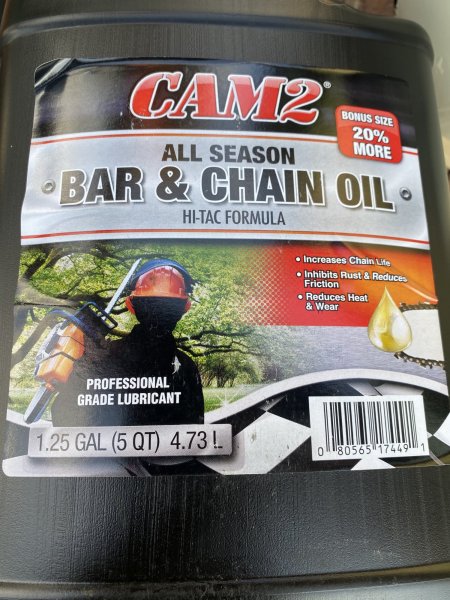 CAM2®
BONUS SIZE
20%
MORE
ALL SEASON
BAR & CHAIN OIL
HI-TAC FORMULA
• Increases Chain Life
• Inhibits Rust & Reduces
Friction
• Reduces Heat
& Wear
PROFESSIONAL
GRADE LUBRICANT
1.25 GAL (5 QT) 4.73 L
0 80565 17449 1